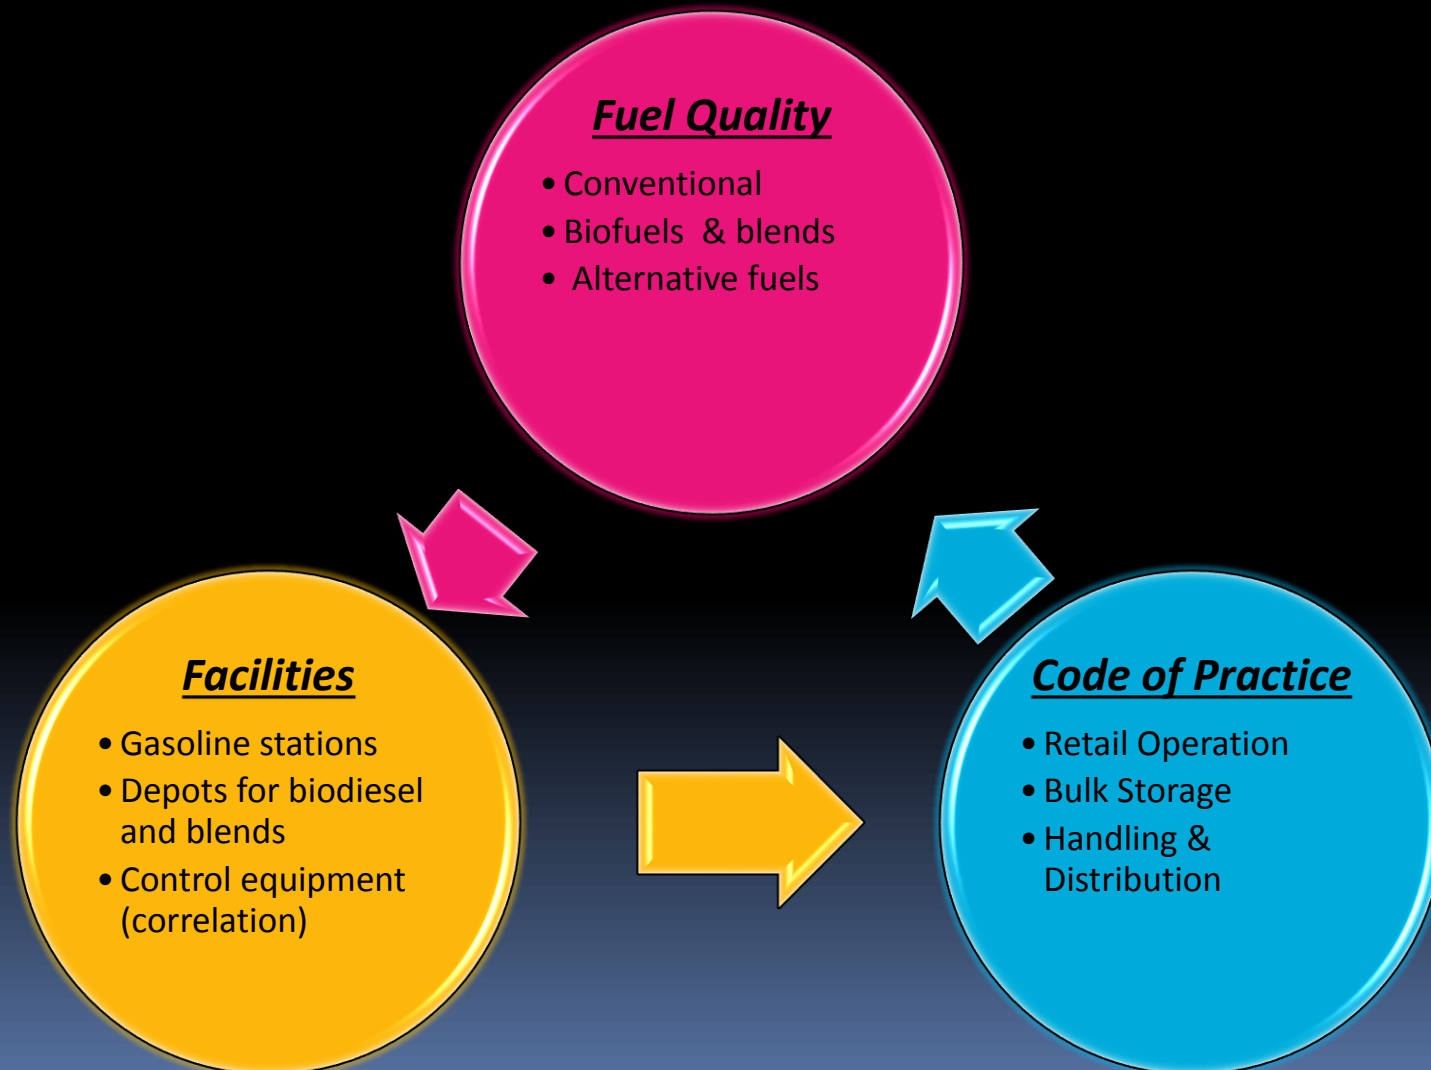 Fuel Quality
• Conventional
• Biofuels & blends
• Alternative fuels
Facilities
• Gasoline stations
• Depots for biodiesel
and blends
• Control equipment
(correlation)
Code of Practice
• Retail Operation
• Bulk Storage
• Handling &
Distribution